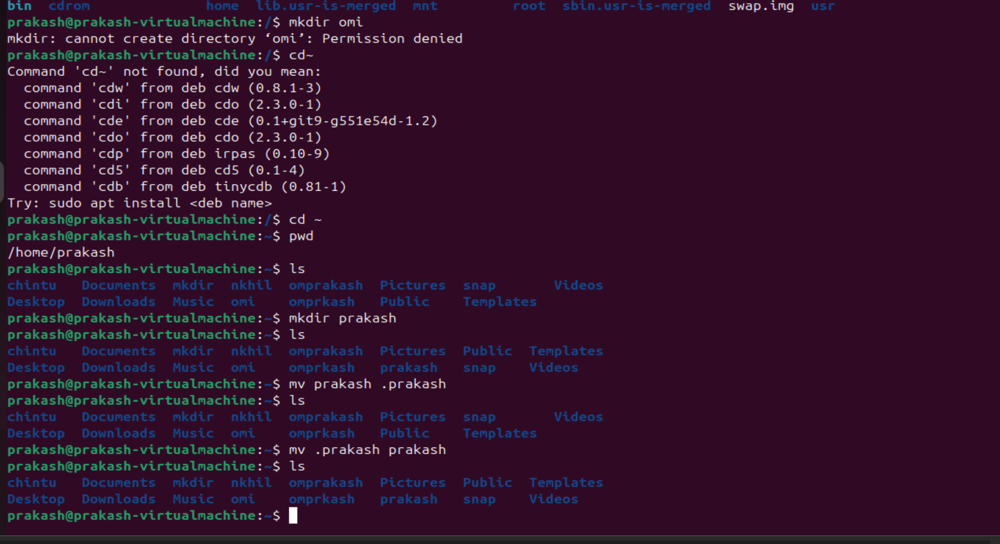 bin  cdrom              home  lib.usr-is-merged  mnt         root  sbin.usr-is-merged  swap.img  usr
prakash@prakash-virtualmachine:/$ mkdir omi
mkdir: cannot create directory ‘omi’: Permission denied
prakash@prakash-virtualmachine:/$ cd~
Command 'cd~' not found, did you mean:
  command 'cdw' from deb cdw (0.8.1-3)
  command 'cdi' from deb cdo (2.3.0-1)
  command 'cde' from deb cde (0.1+git9-g551e54d-1.2)
  command 'cdo' from deb cdo (2.3.0-1)
  command 'cdp' from deb irpas (0.10-9)
  command 'cd5' from deb cd5 (0.1-4)
  command 'cdb' from deb tinycdb (0.81-1)
Try: sudo apt install <deb name>
prakash@prakash-virtualmachine:/$ cd ~
prakash@prakash-virtualmachine:~$ pwd
/home/prakash
prakash@prakash-virtualmachine:~$ ls
chintu   Documents  mkdir  nkhil  omprakash  Pictures  snap       Videos
Desktop  Downloads  Music  omi    omprkash   Public    Templates
prakash@prakash-virtualmachine:~$ mkdir prakash
prakash@prakash-virtualmachine:~$ ls
chintu   Documents  mkdir  nkhil  omprakash  Pictures  Public  Templates
Desktop  Downloads  Music  omi    omprkash   prakash   snap    Videos
prakash@prakash-virtualmachine:~$ mv prakash .prakash
prakash@prakash-virtualmachine:~$ ls
chintu   Documents  mkdir  nkhil  omprakash  Pictures  snap       Videos
Desktop  Downloads  Music  omi    omprkash   Public    Templates
prakash@prakash-virtualmachine:~$ mv .prakash prakash
prakash@prakash-virtualmachine:~$ ls
chintu   Documents  mkdir  nkhil  omprakash  Pictures  Public  Templates
Desktop  Downloads  Music  omi    omprkash   prakash   snap    Videos
prakash@prakash-virtualmachine:~$